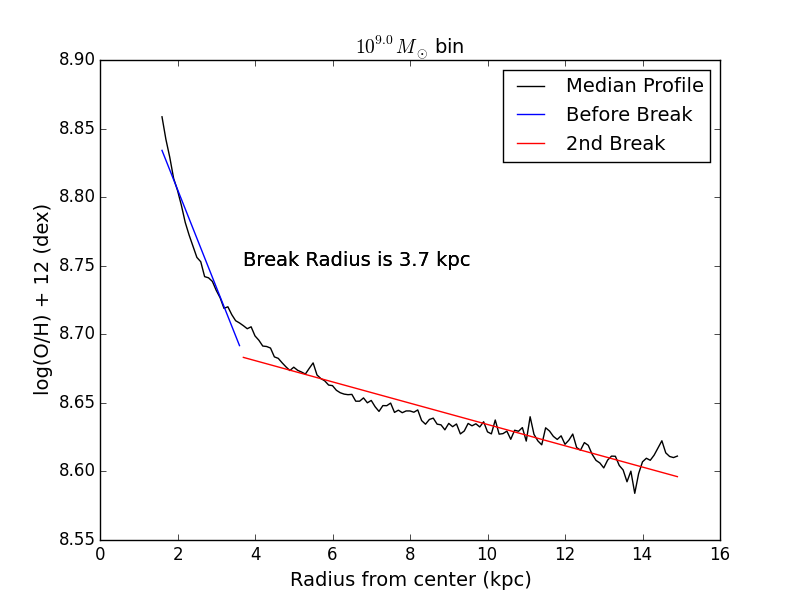 10^9.0 M_⊙ bin
8.90
8.85
8.80
8.75
8.70
8.65
8.60
8.55
log(O/H) + 12 (dex)
Median Profile
Before Break
2nd Break
Break Radius is 3.7 kpc
0 2 4 6 8 10 12 14 16
Radius from center (kpc)